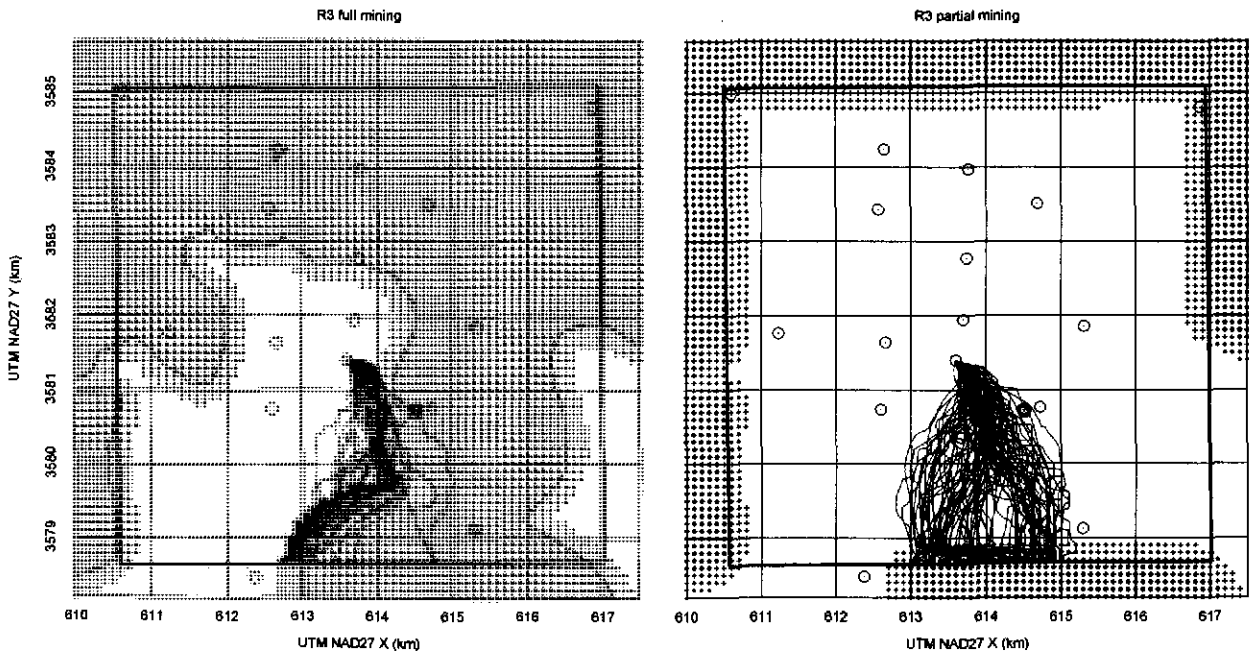 R3 full mining
R3 partial mining
UTM NAD27 Y (km)
3585
3584
3583
3582
3581
3580
3579
610 611 612 613 614 615 616 617
610 611 612 613 614 615 616 617
UTM NAD27 X (km)
UTM NAD27 X (km)